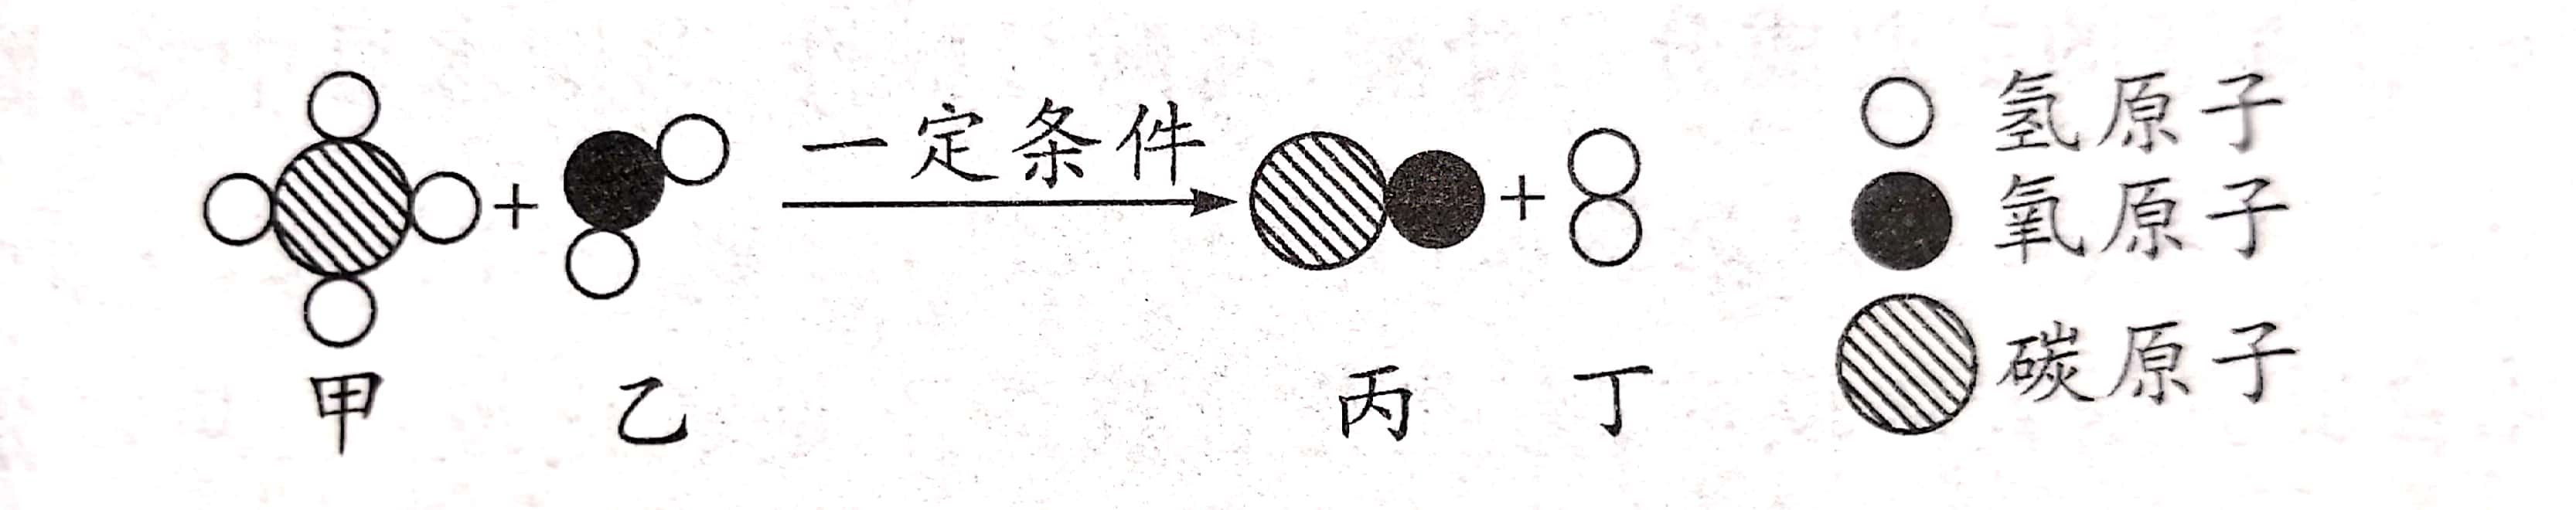 + 一定条件 +
甲 乙 丙 丁
氢原子
氧原子
碳原子